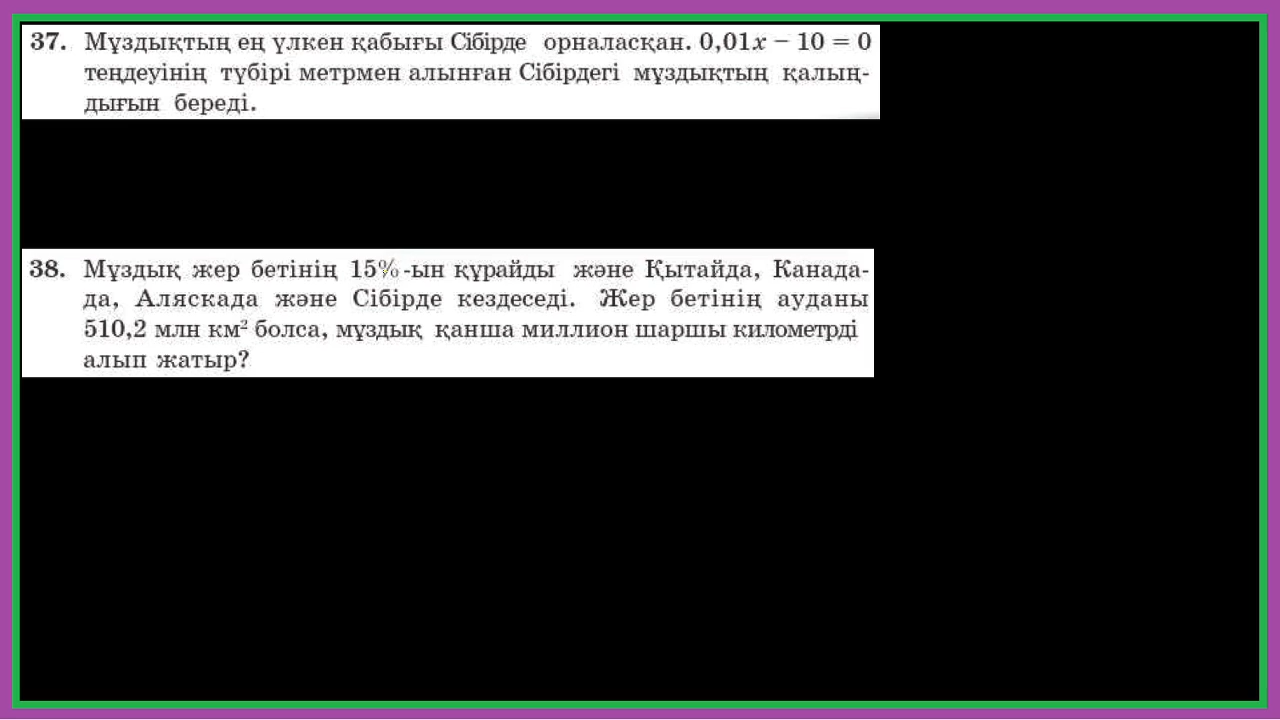 37. Мұздықтың ең үлкен қабығы Сібірде орналасқан. 0,01x − 10 = 0
теңдеуінің түбірі метрмен алынған Сібірдегі мұздықтың қалың-
дығын береді.
38. Мұздық жер бетінің 15%-ын құрайды және Қытайда, Канада-
да, Аляскада және Сібірде кездеседі. Жер бетінің ауданы
510,2 млн км² болса, мұздық қанша миллион шаршы километрді
алып жатыр?